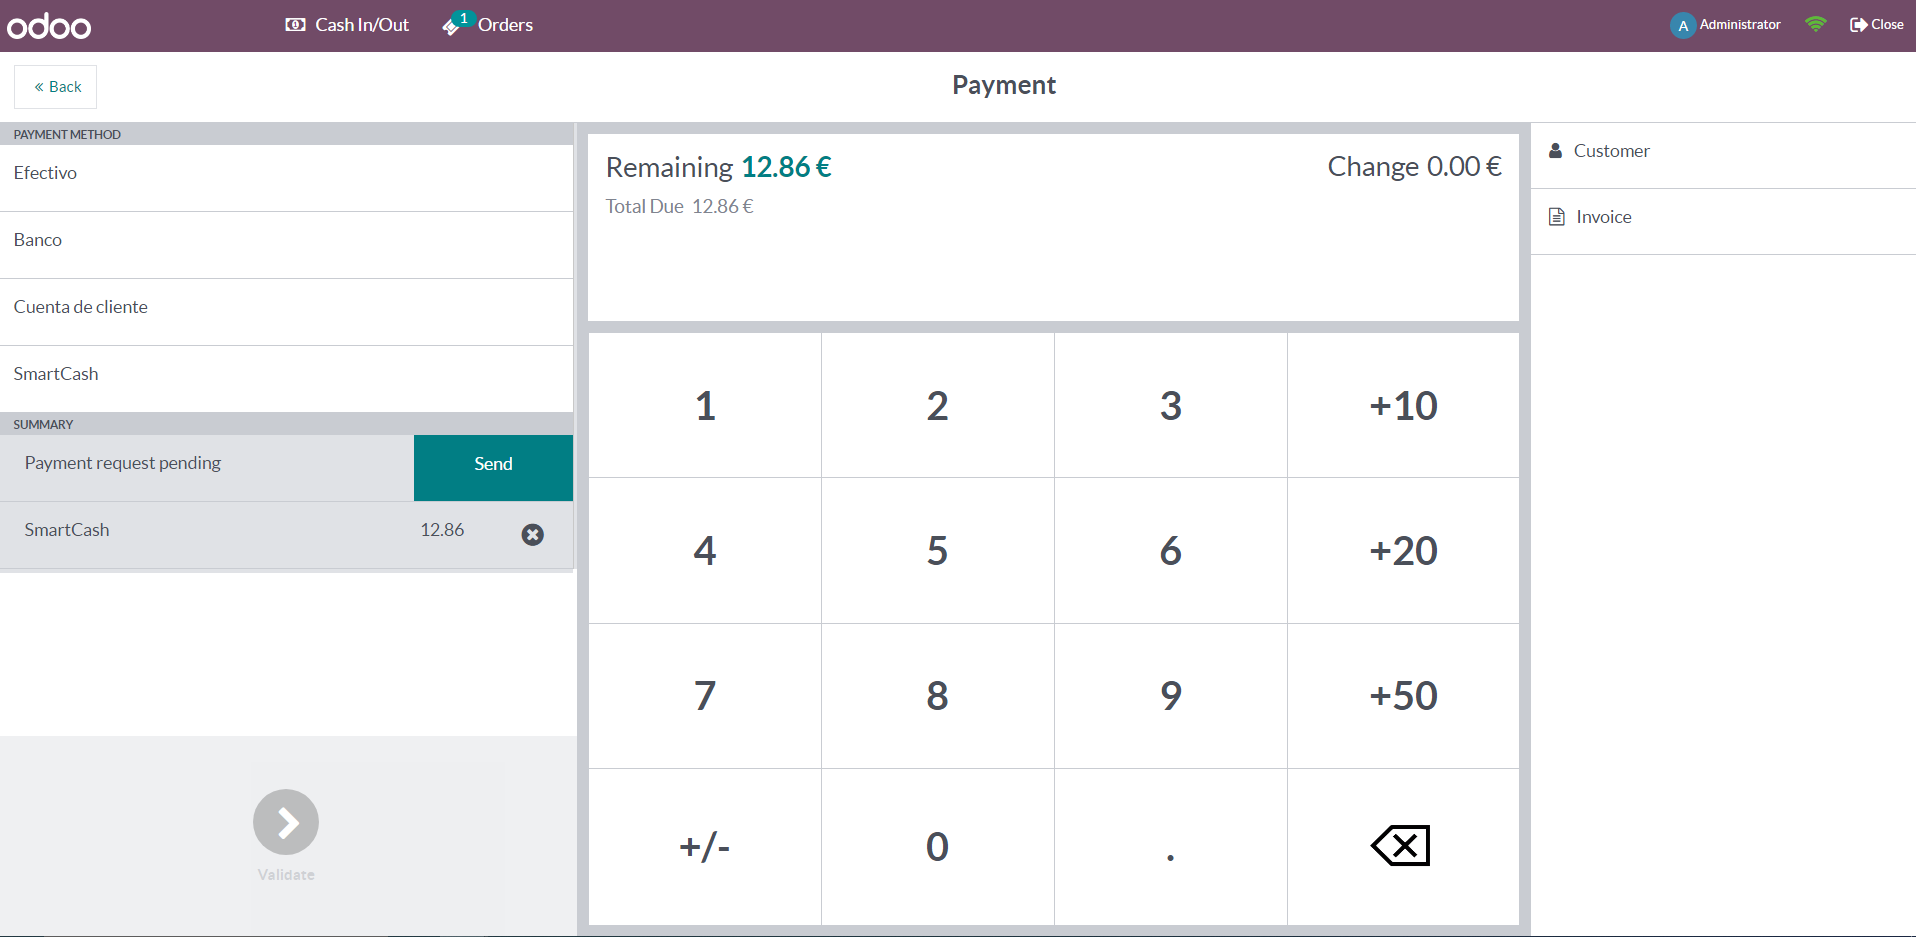 odoo
Cash In/Out
1
Orders
A
Administrator
Close
« Back
Payment
PAYMENT METHOD
Efectivo
Banco
Cuenta de cliente
SmartCash
SUMMARY
Payment request pending
Send
SmartCash
12.86
Validate
Remaining 12.86 €
Change 0.00 €
Total Due 12.86 €
1 2 3 +10
4 5 6 +20
7 8 9 +50
+/- 0 .
Customer
Invoice